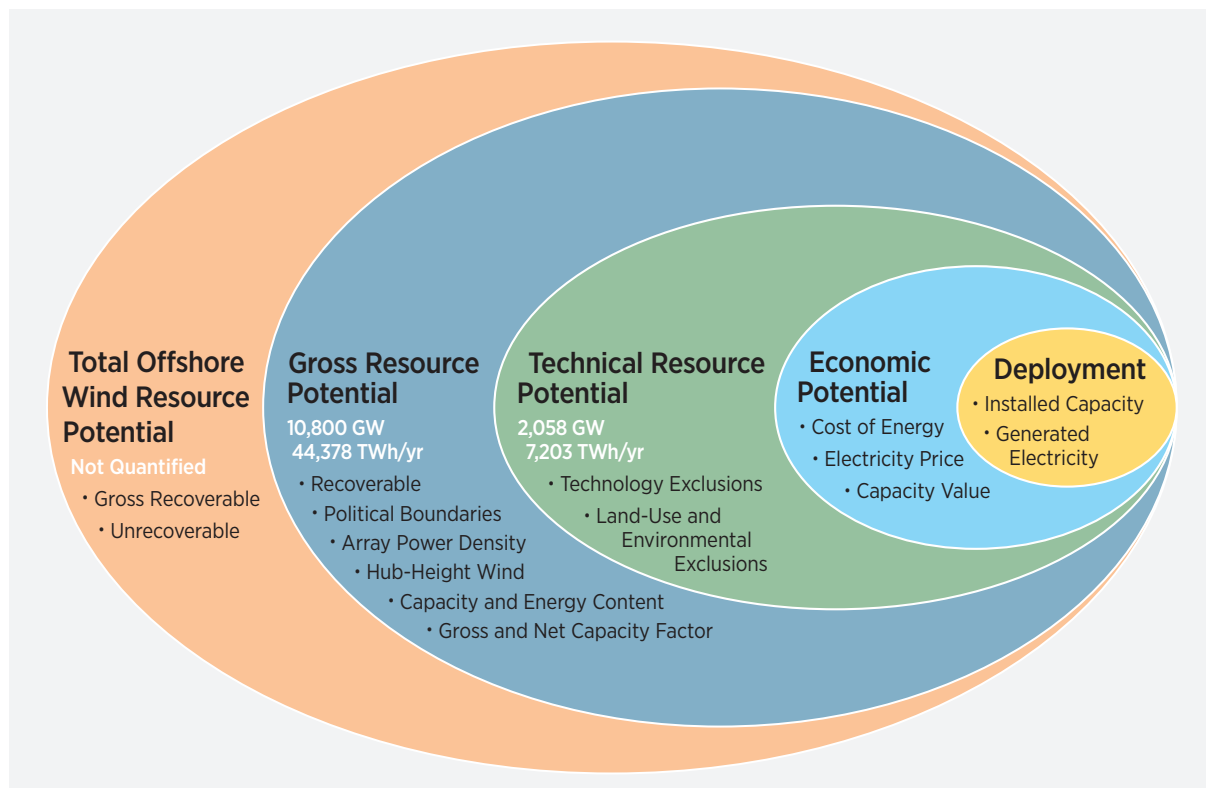 Total Offshore
Wind Resource
Potential
Not Quantified
• Gross Recoverable
• Unrecoverable
Gross Resource
Potential
10,800 GW
44,378 TWh/yr
• Recoverable
• Political Boundaries
• Array Power Density
• Hub-Height Wind
• Capacity and Energy Content
• Gross and Net Capacity Factor
Technical Resource
Potential
2,058 GW
7,203 TWh/yr
• Technology Exclusions
• Land-Use and
Environmental
Exclusions
Economic
Potential
• Cost of Energy
• Electricity Price
• Capacity Value
Deployment
• Installed Capacity
• Generated
Electricity